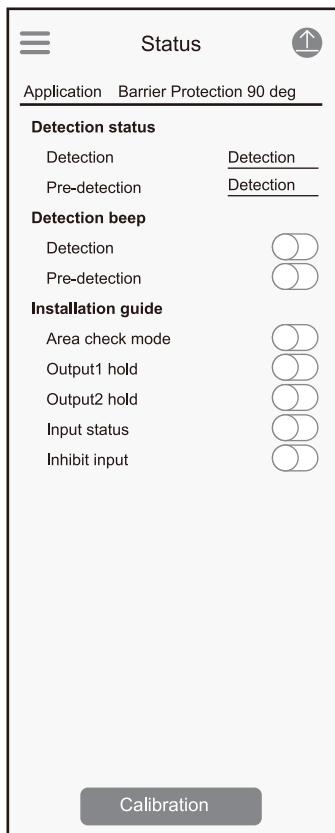 Status
Application Barrier Protection 90 deg
Detection status
Detection Detection
Pre-detection Detection
Detection beep
Detection
Pre-detection
Installation guide
Area check mode
Output1 hold
Output2 hold
Input status
Inhibit input
Calibration